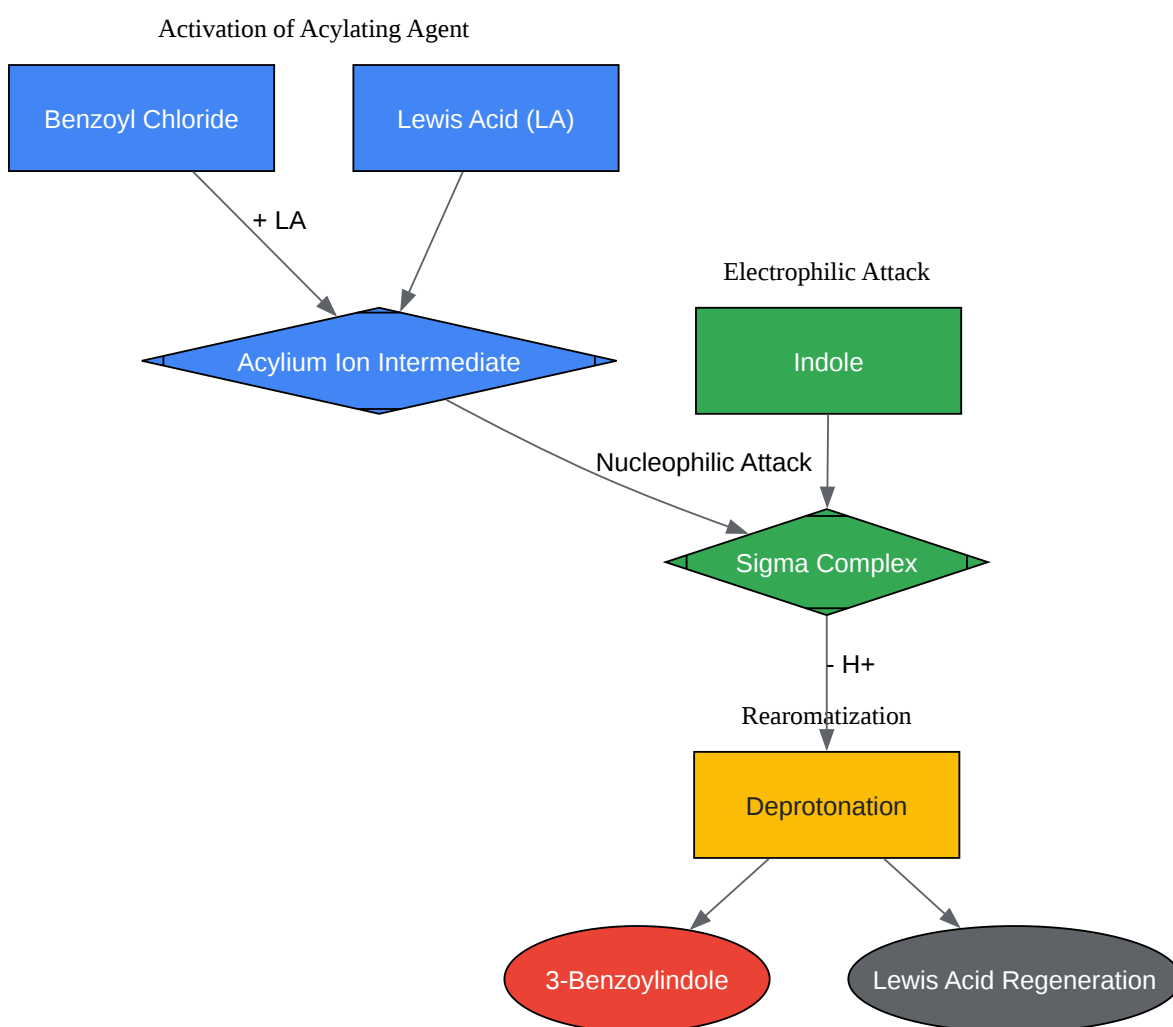 Activation of Acylating Agent
Benzoyl Chloride
Lewis Acid (LA)
+ LA
Electrophilic Attack
Acylium Ion Intermediate
Indole
Nucleophilic Attack
Sigma Complex
- H+
Rearomatization
Deprotonation
3-Benzoylindole
Lewis Acid Regeneration